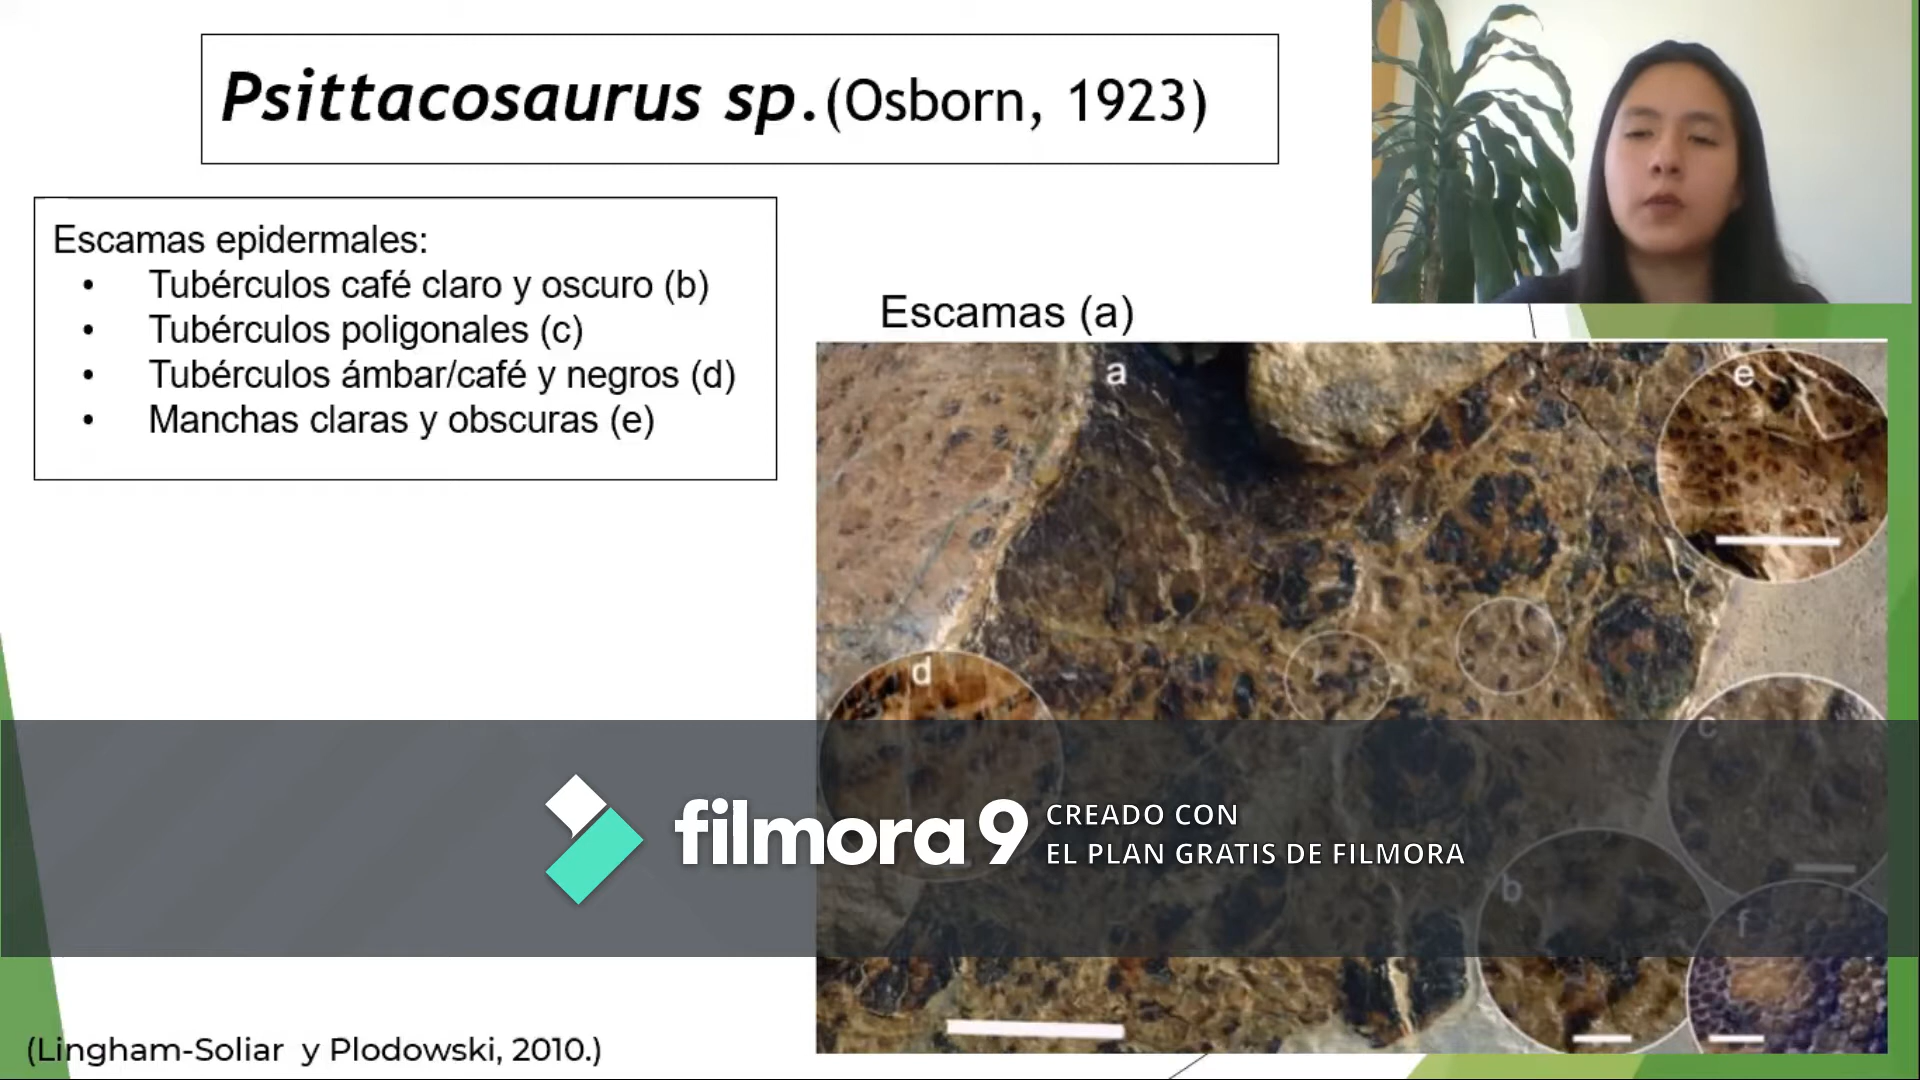 Psittacosaurus sp.(Osborn, 1923)
Escamas epidermales:
• Tubérculos café claro y oscuro (b)
• Tubérculos poligonales (c)
• Tubérculos ámbar/café y negros (d)
• Manchas claras y obscuras (e)
Escamas (a)
a
e
d
c
b
f
filmora 9
CREADO CON
EL PLAN GRATIS DE FILMORA
(Lingham-Soliar y Plodowski, 2010.)